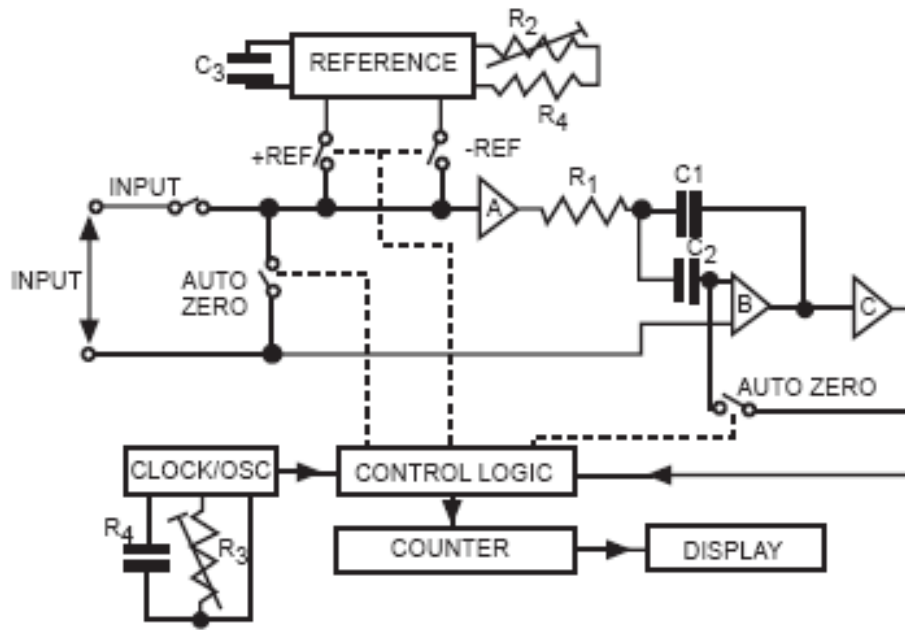 R2
C3
REFERENCE
R4
+REF
-REF
INPUT
A
R1
C1
C2
INPUT
AUTO
ZERO
B
C
AUTO ZERO
CLOCK/OSC
CONTROL LOGIC
R4
R3
COUNTER
DISPLAY